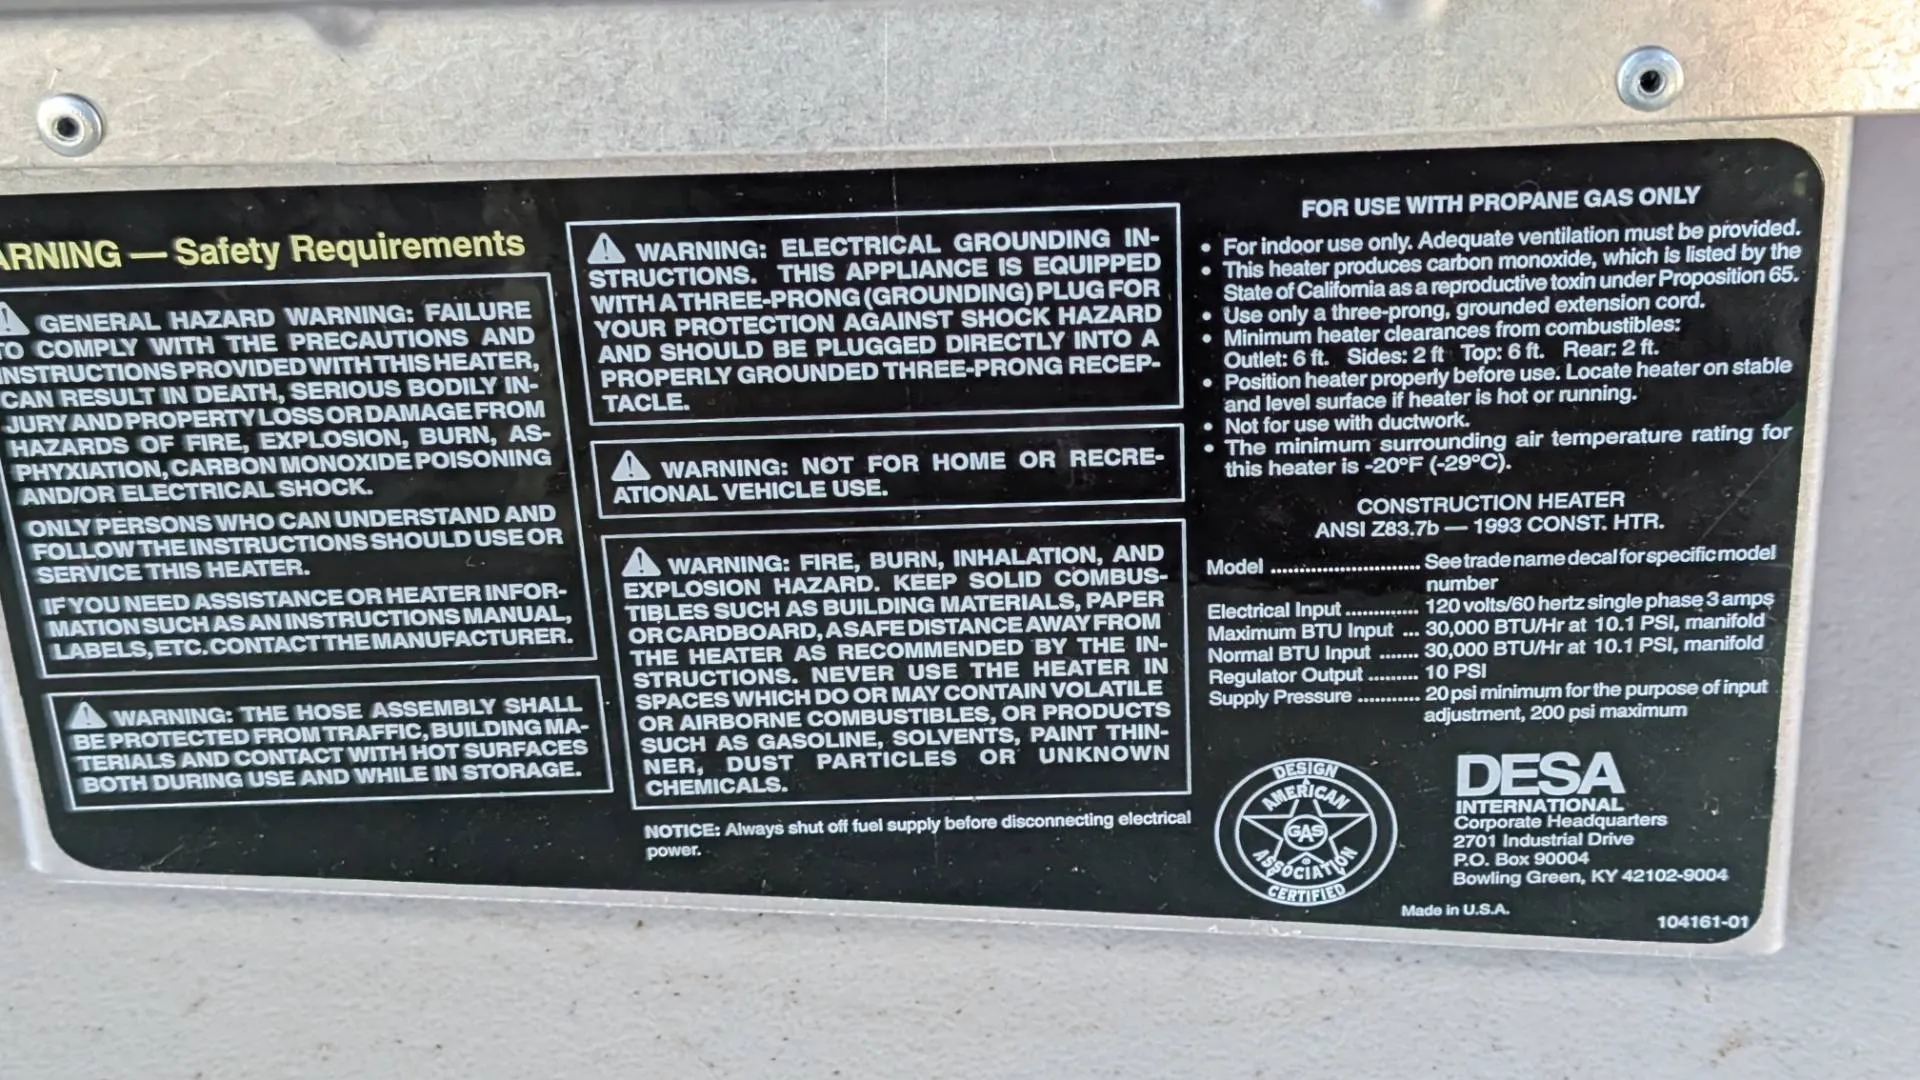 ARNING — Safety Requirements
GENERAL HAZARD WARNING: FAILURE
TO COMPLY WITH THE PRECAUTIONS AND
INSTRUCTIONS PROVIDED WITH THIS HEATER,
CAN RESULT IN DEATH, SERIOUS BODILY IN-
JURY AND PROPERTY LOSS OR DAMAGE FROM
HAZARDS OF FIRE, EXPLOSION, BURN, AS-
PHYXIATION, CARBON MONOXIDE POISONING
AND/OR ELECTRICAL SHOCK.
ONLY PERSONS WHO CAN UNDERSTAND AND
FOLLOW THE INSTRUCTIONS SHOULD USE OR
SERVICE THIS HEATER.
IF YOU NEED ASSISTANCE OR HEATER INFOR-
MATION SUCH AS AN INSTRUCTIONS MANUAL,
LABELS, ETC. CONTACT THE MANUFACTURER.
WARNING: THE HOSE ASSEMBLY SHALL
BE PROTECTED FROM TRAFFIC, BUILDING MA-
TERIALS AND CONTACT WITH HOT SURFACES
BOTH DURING USE AND WHILE IN STORAGE.
WARNING: ELECTRICAL GROUNDING IN-
STRUCTIONS. THIS APPLIANCE IS EQUIPPED
WITH A THREE-PRONG (GROUNDING) PLUG FOR
YOUR PROTECTION AGAINST SHOCK HAZARD
AND SHOULD BE PLUGGED DIRECTLY INTO A
PROPERLY GROUNDED THREE-PRONG RECEP-
TACLE.
WARNING: NOT FOR HOME OR RECRE-
ATIONAL VEHICLE USE.
WARNING: FIRE, BURN, INHALATION, AND
EXPLOSION HAZARD. KEEP SOLID COMBUS-
TIBLES SUCH AS BUILDING MATERIALS, PAPER
OR CARDBOARD, A SAFE DISTANCE AWAY FROM
THE HEATER AS RECOMMENDED BY THE IN-
STRUCTIONS. NEVER USE THE HEATER IN
SPACES WHICH DO OR MAY CONTAIN VOLATILE
OR AIRBORNE COMBUSTIBLES, OR PRODUCTS
SUCH AS GASOLINE, SOLVENTS, PAINT THIN-
NER, DUST PARTICLES OR UNKNOWN
CHEMICALS.
NOTICE: Always shut off fuel supply before disconnecting electrical
power.
FOR USE WITH PROPANE GAS ONLY
• For indoor use only. Adequate ventilation must be provided.
• This heater produces carbon monoxide, which is listed by the
State of California as a reproductive toxin under Proposition 65.
• Use only a three-prong, grounded extension cord.
• Minimum heater clearances from combustibles:
Outlet: 6 ft. Sides: 2 ft Top: 6 ft. Rear: 2 ft.
• Position heater properly before use. Locate heater on stable
and level surface if heater is hot or running.
• Not for use with ductwork.
• The minimum surrounding air temperature rating for
this heater is -20°F (-29°C).
CONSTRUCTION HEATER
ANSI Z83.7b — 1993 CONST. HTR.
Model ........................... See trade name decal for specific model
number
Electrical Input ............. 120 volts/60 hertz single phase 3 amps
Maximum BTU Input ... 30,000 BTU/Hr at 10.1 PSI, manifold
Normal BTU Input ....... 30,000 BTU/Hr at 10.1 PSI, manifold
Regulator Output ......... 10 PSI
Supply Pressure ........... 20 psi minimum for the purpose of input
adjustment, 200 psi maximum
DESIGN
AMERICAN
GAS
®
ASSOCIATION
CERTIFIED
DESA
INTERNATIONAL
Corporate Headquarters
2701 Industrial Drive
P.O. Box 90004
Bowling Green, KY 42102-9004
Made in U.S.A.
104161-01